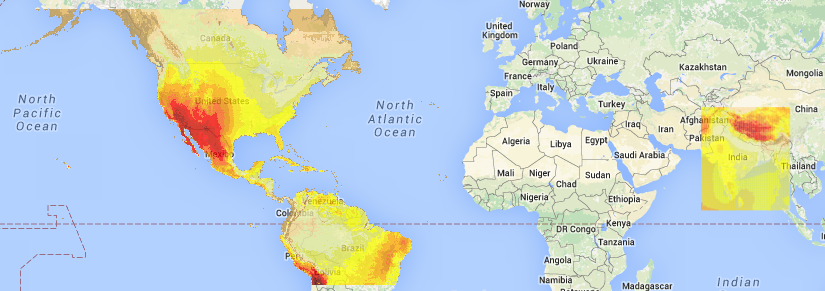 Norway
Canada
United
Kingdom
Poland
Germany
Ukraine
Kazakhstan
Mongolia
France
Italy
Spain
Turkey
North
Pacific
Ocean
United States
North
Atlantic
Ocean
China
Afghanistan
Iraq
Iran
Pakistan
Algeria
Libya
Egypt
Saudi Arabia
India
Thailand
Mexico
Mali
Niger
Chad
Sudan
Nigeria
Ethiopia
Venezuela
Colombia
DR Congo
Kenya
Tanzania
Brazil
Peru
Bolivia
Angola
Namibia
Madagascar
Indian